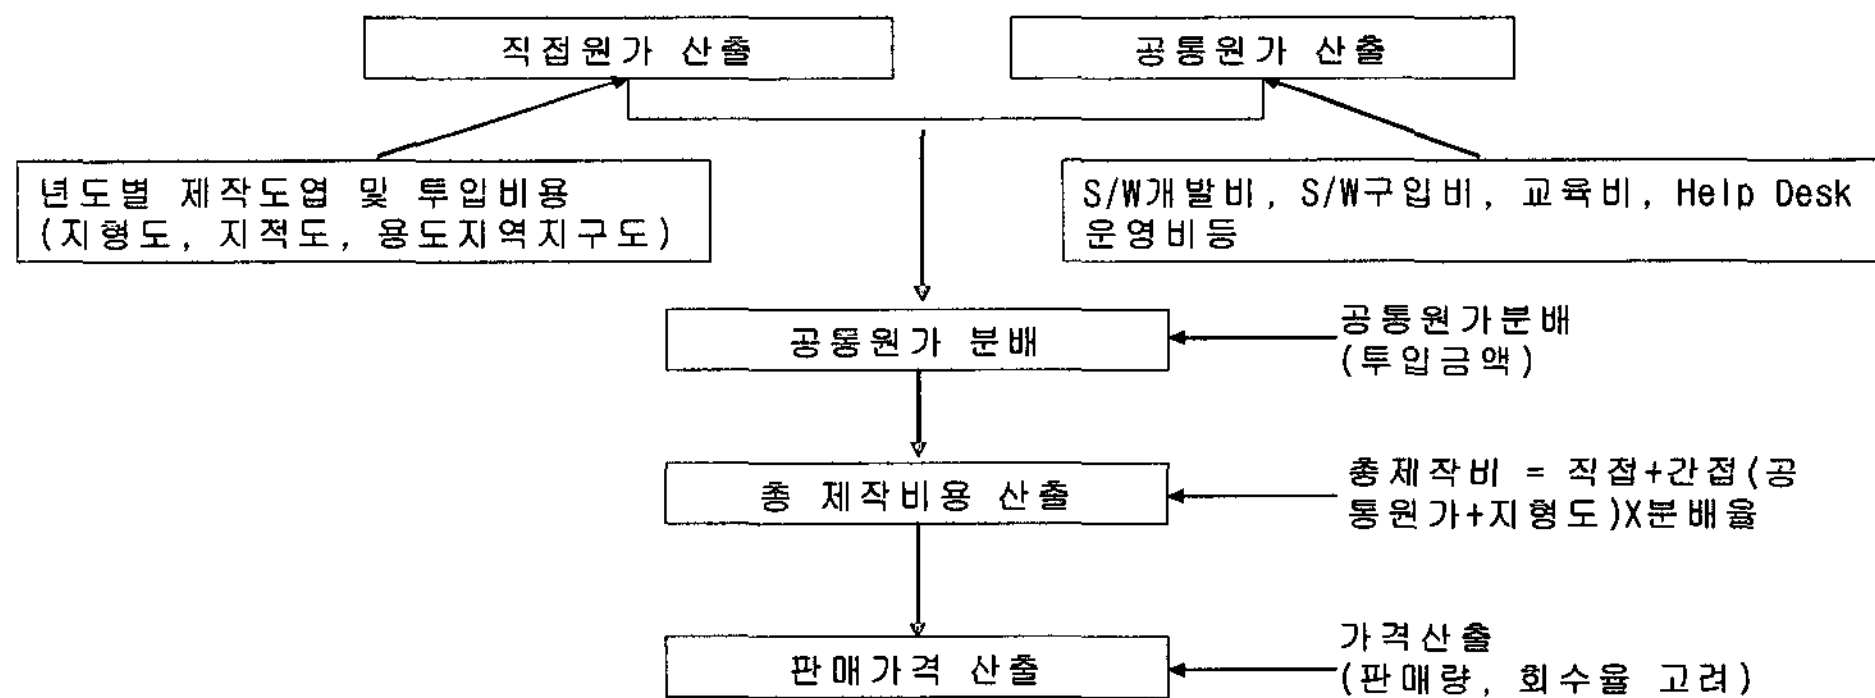 직접원가 산출
공통원가 산출
년도별 제작도엽 및 투입비용
(지형도, 지적도, 용도지역지구도)
S/W개발비, S/W구입비, 교육비, Help Desk
운영비등
공통원가 분배
공통원가분배
(투입금액)
총 제작비용 산출
총제작비 = 직접+간접(공
통원가+지형도)X분배율
판매가격 산출
가격산출
(판매량, 회수율 고려)